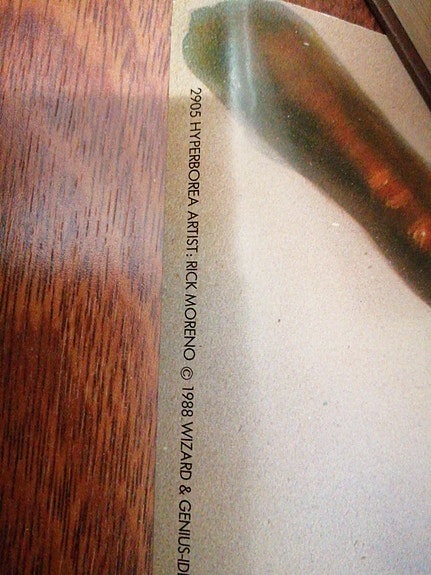 2905 HYPERBOREA ARTIST: RICK MORENO © 1988 WIZARD & GENIUS-